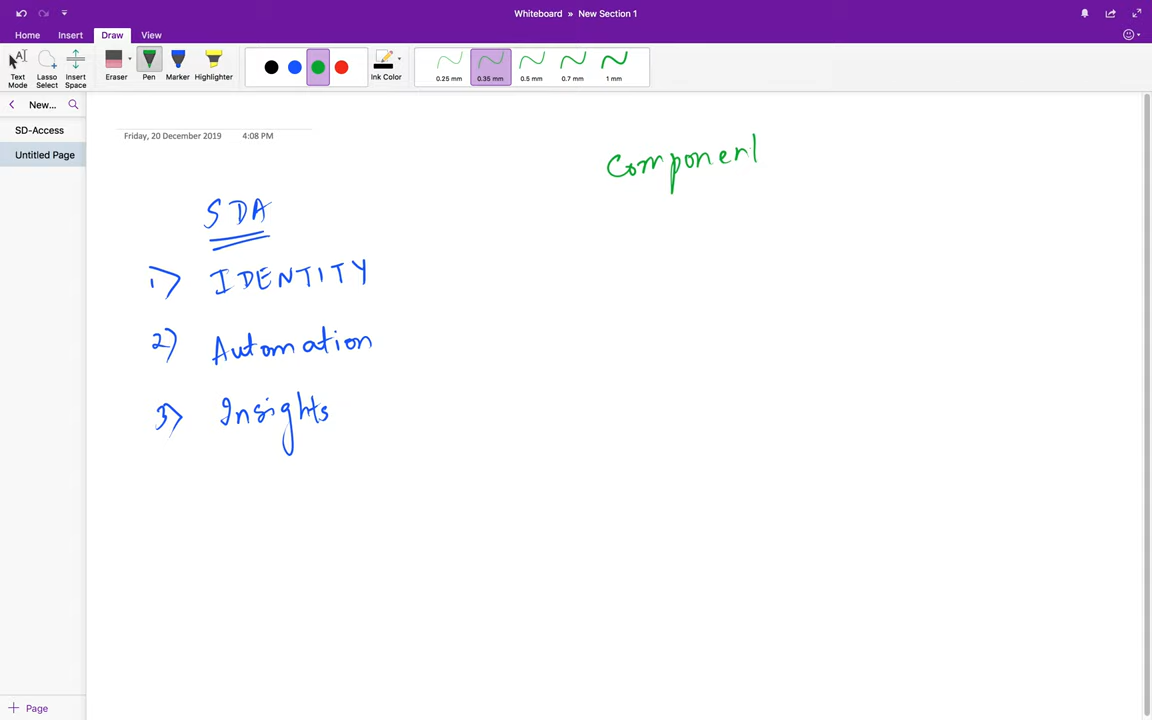 Whiteboard » New Section 1
Home Insert Draw View
Text Mode
Lasso Select
Insert Space
Eraser
Pen
Marker
Highlighter
Ink Color
0.25 mm
0.35 mm
0.5 mm
0.7 mm
1 mm
New...
SD-Access
Untitled Page
Friday, 20 December 2019 4:08 PM
Component
SDA
1) IDENTITY
2) Automation
3) Insights
+ Page